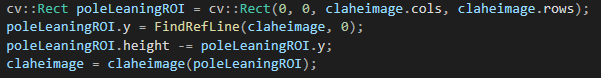 cv::Rect poleLeaningROI = cv::Rect(0, 0, claheimage.cols, claheimage.rows);
poleLeaningROI.y = FindRefLine(claheimage, 0);
poleLeaningROI.height -= poleLeaningROI.y;
claheimage = claheimage(poleLeaningROI);